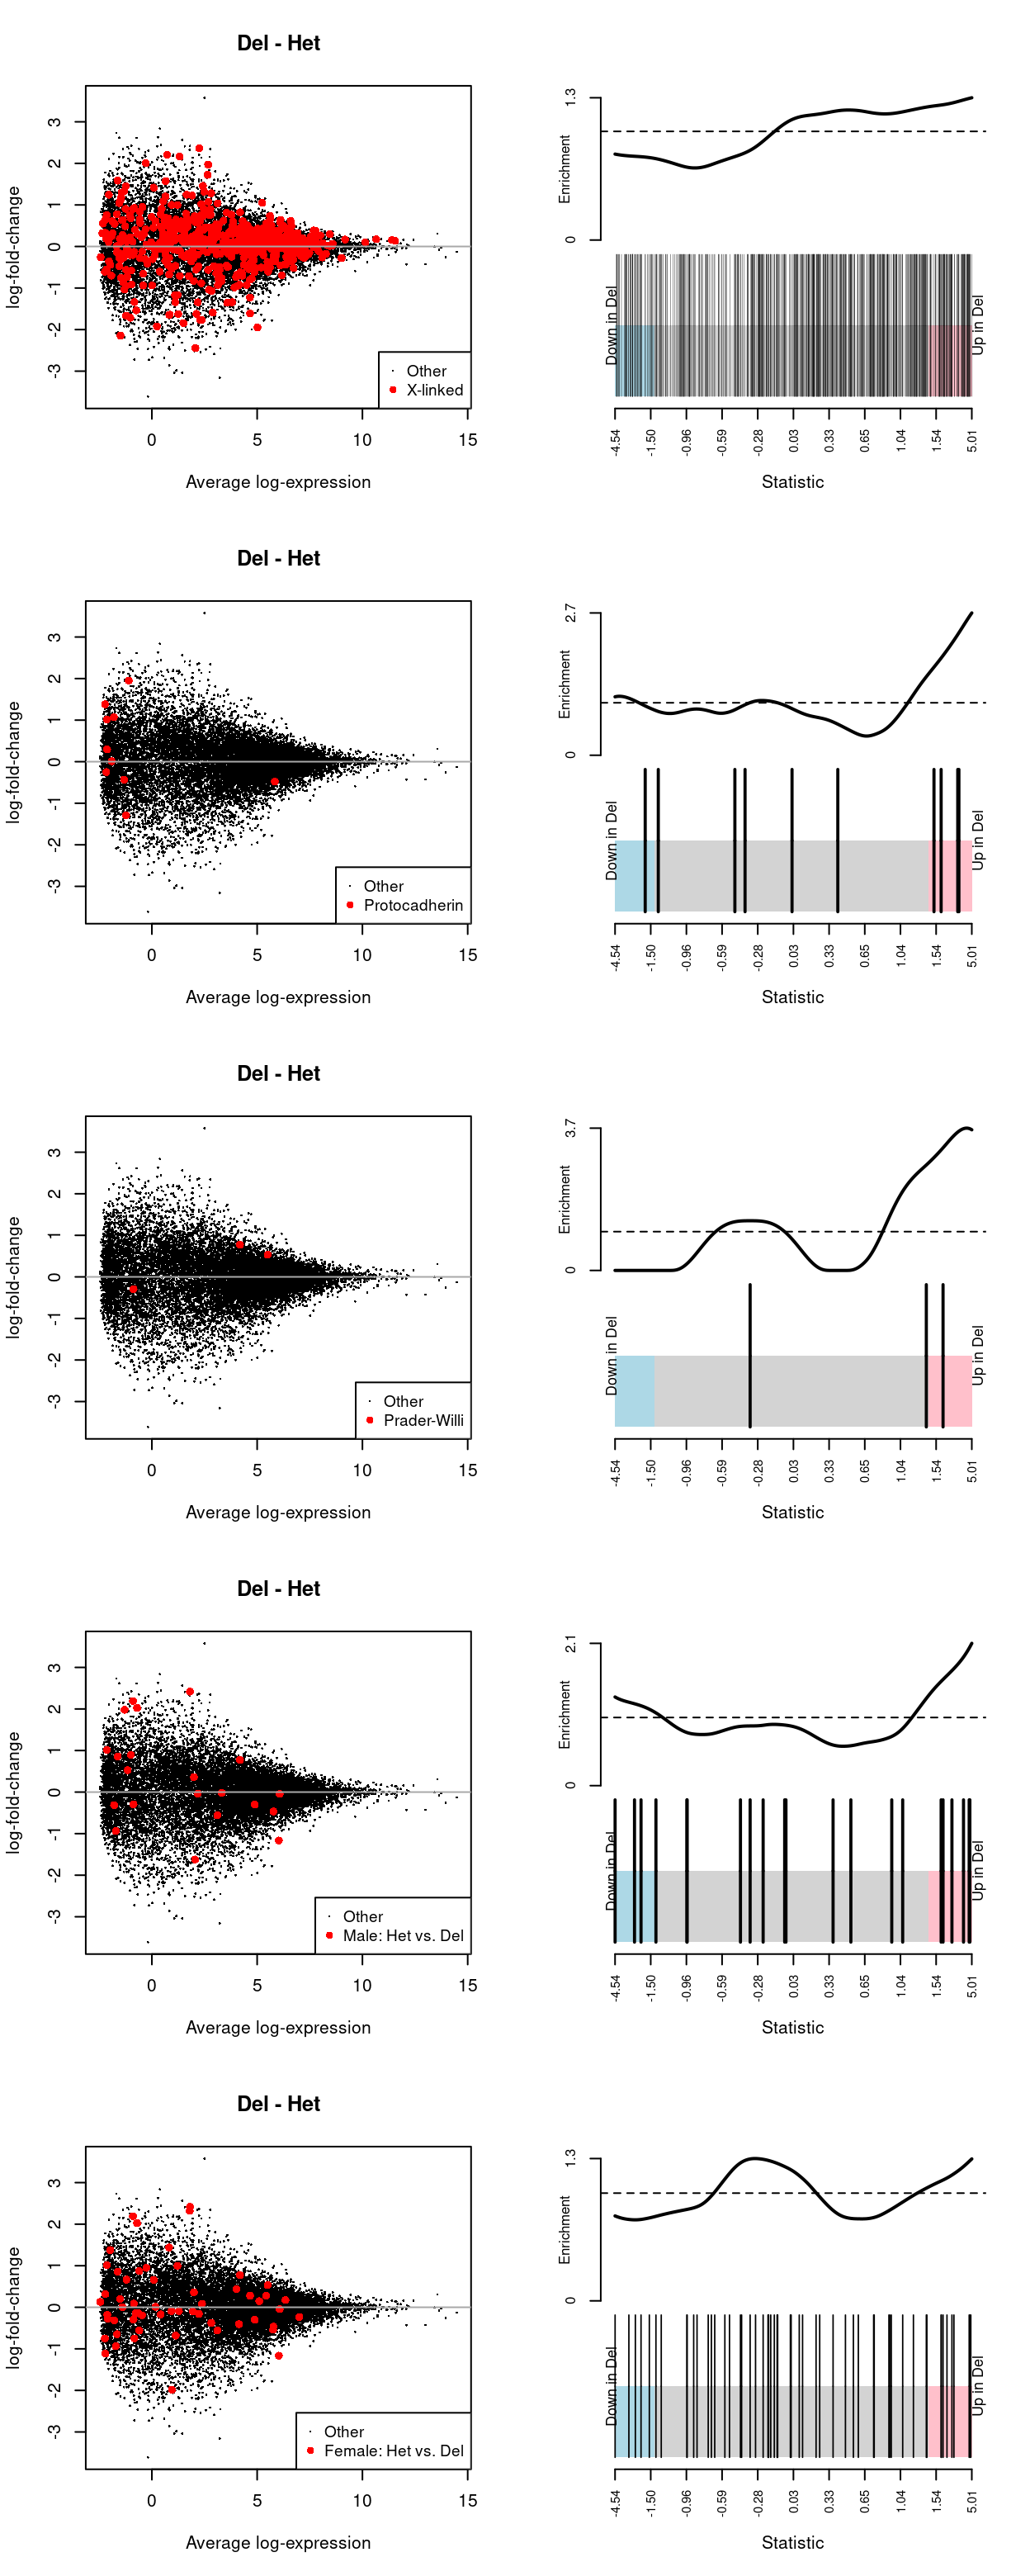 Del - Het
log-fold-change
3
2
1
0
-1
-2
-3
Other
X-linked
0 5 10 15
Average log-expression
Enrichment
1.3
0
Down in Del
Up in Del
-4.54 -1.50 -0.96 -0.59 -0.28 0.03 0.33 0.65 1.04 1.54 5.01
Statistic
Del - Het
log-fold-change
3
2
1
0
-1
-2
-3
Other
Protocadherin
0 5 10 15
Average log-expression
Enrichment
2.7
0
Down in Del
Up in Del
-4.54 -1.50 -0.96 -0.59 -0.28 0.03 0.33 0.65 1.04 1.54 5.01
Statistic
Del - Het
log-fold-change
3
2
1
0
-1
-2
-3
Other
Prader-Willi
0 5 10 15
Average log-expression
Enrichment
3.7
0
Down in Del
Up in Del
-4.54 -1.50 -0.96 -0.59 -0.28 0.03 0.33 0.65 1.04 1.54 5.01
Statistic
Del - Het
log-fold-change
3
2
1
0
-1
-2
-3
Other
Male: Het vs. Del
0 5 10 15
Average log-expression
Enrichment
2.1
0
Down in Del
Up in Del
-4.54 -1.50 -0.96 -0.59 -0.28 0.03 0.33 0.65 1.04 1.54 5.01
Statistic
Del - Het
log-fold-change
3
2
1
0
-1
-2
-3
Other
Female: Het vs. Del
0 5 10 15
Average log-expression
Enrichment
1.3
0
Down in Del
Up in Del
-4.54 -1.50 -0.96 -0.59 -0.28 0.03 0.33 0.65 1.04 1.54 5.01
Statistic